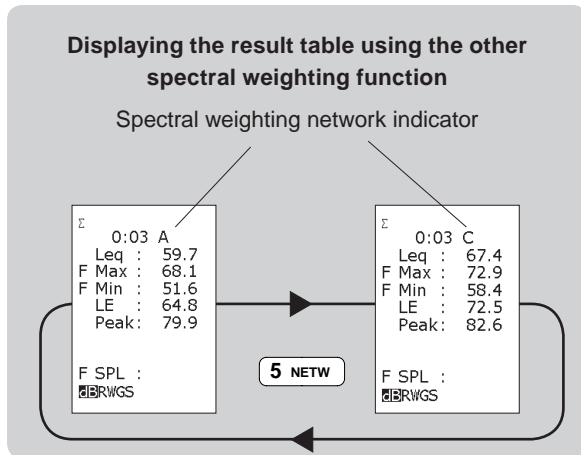 Displaying the result table using the other
spectral weighting function
Spectral weighting network indicator
Σ
0:03 A
Leq : 59.7
F Max : 68.1
F Min : 51.6
LE : 64.8
Peak: 79.9
F SPL :
dBRWGS
5 NETW
Σ
0:03 C
Leq : 67.4
F Max : 72.9
F Min : 58.4
LE : 72.5
Peak: 82.6
F SPL :
dBRWGS